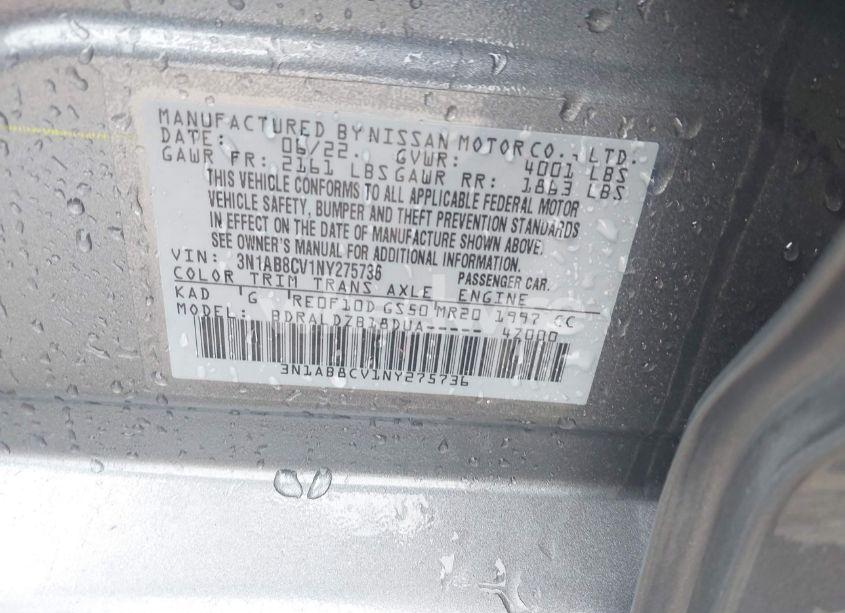 MANUFACTURED BY NISSAN MOTOR CO., LTD.
DATE: 06/22. GVWR: 4001 LBS
GAWR FR: 2161 LBS GAWR RR: 1863 LBS
THIS VEHICLE CONFORMS TO ALL APPLICABLE FEDERAL MOTOR
VEHICLE SAFETY, BUMPER AND THEFT PREVENTION STANDARDS
IN EFFECT ON THE DATE OF MANUFACTURE SHOWN ABOVE.
SEE OWNER'S MANUAL FOR ADDITIONAL INFORMATION.
VIN: 3N1AB8CV1NY275736 PASSENGER CAR.
COLOR TRIM TRANS AXLE ENGINE
KAD G RE0F10D GS50 MR20 1997 CC
MODEL: BDRALDZB18DUA----- 47000
3N1AB8CV1NY275736